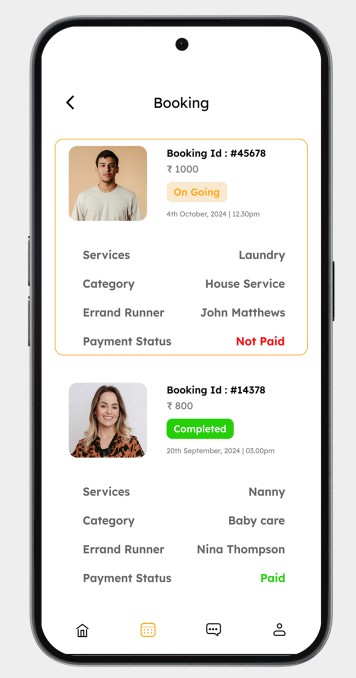 Booking
Booking Id : #45678
₹ 1000
On Going
4th October, 2024 | 12.30pm
Services Laundry
Category House Service
Errand Runner John Matthews
Payment Status Not Paid
Booking Id : #14378
₹ 800
Completed
20th September, 2024 | 03.00pm
Services Nanny
Category Baby care
Errand Runner Nina Thompson
Payment Status Paid